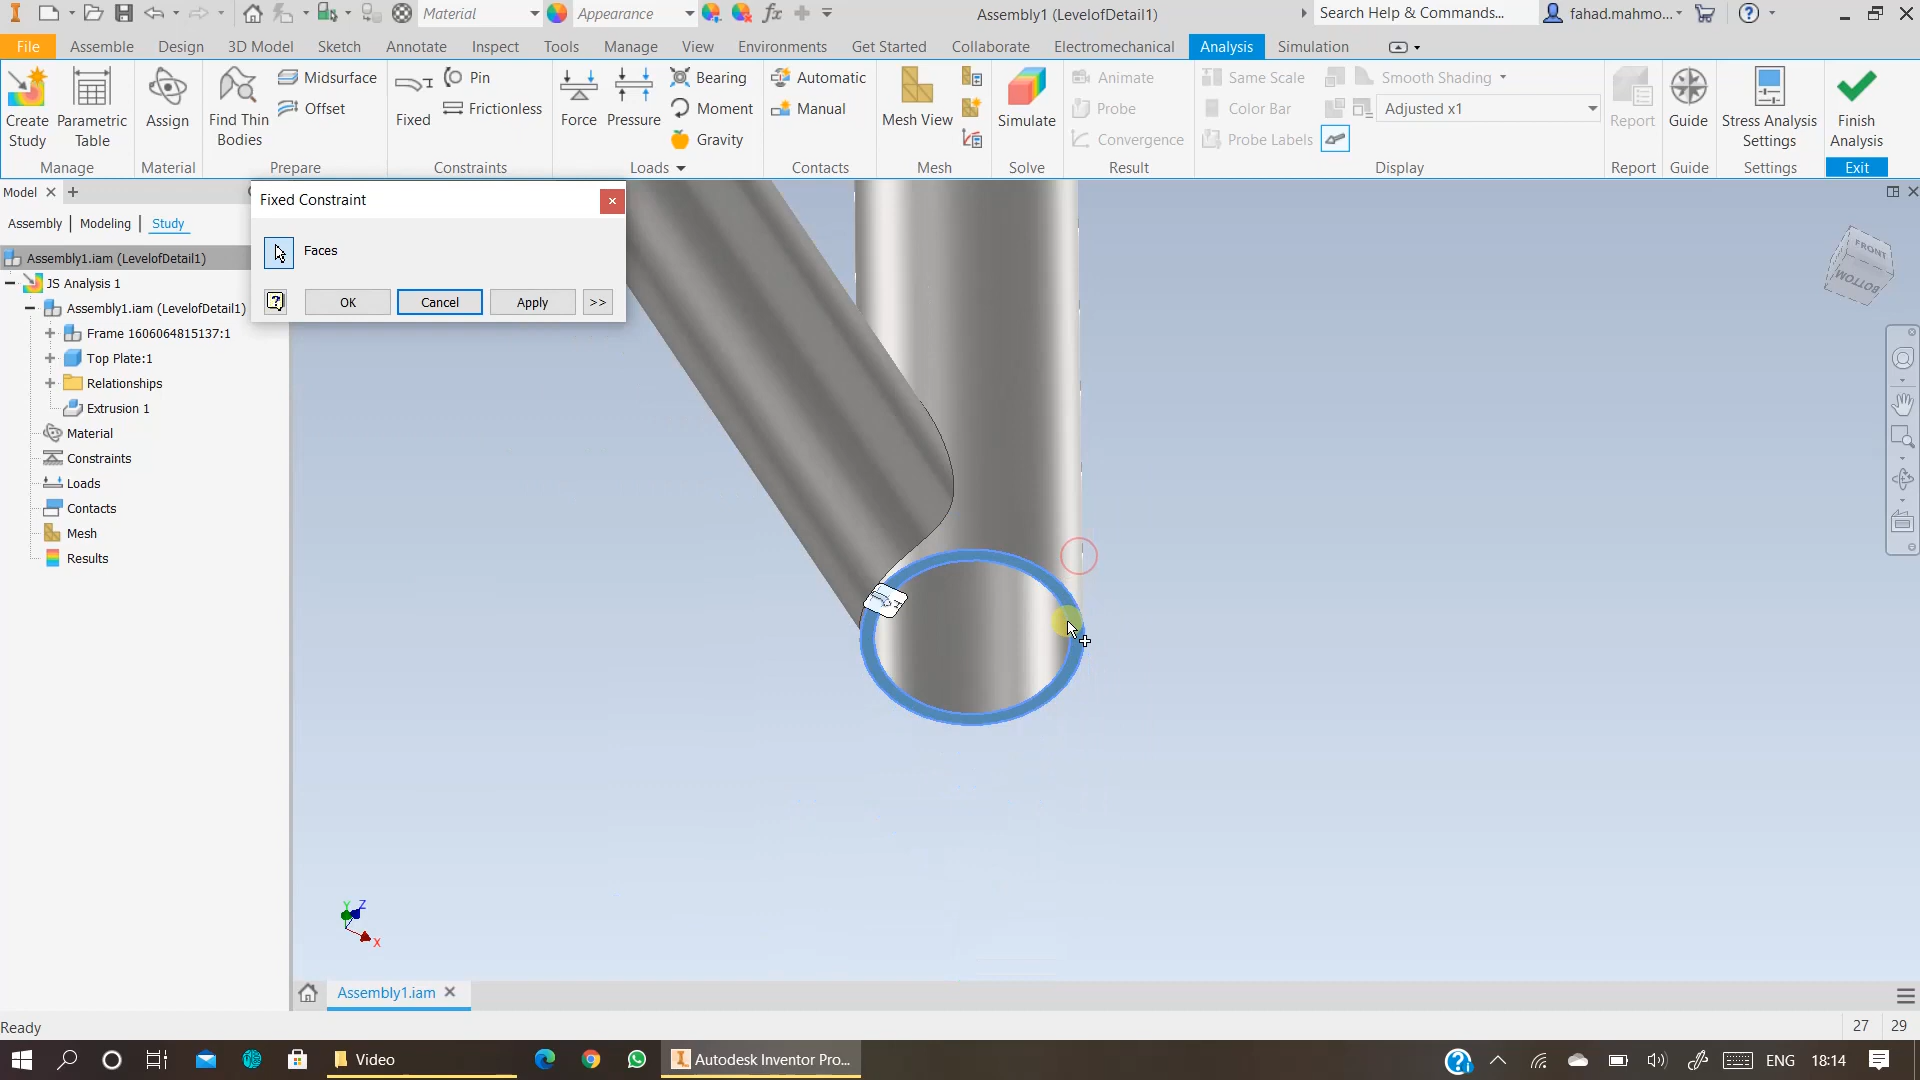 Material
Appearance
Assembly1 (LevelofDetail1)
Search Help & Commands...
fahad.mahmo...
File
Assemble
Design
3D Model
Sketch
Annotate
Inspect
Tools
Manage
View
Environments
Get Started
Collaborate
Electromechanical
Analysis
Simulation
Create Study
Parametric Table
Manage
Assign
Material
Find Thin Bodies
Midsurface
Offset
Prepare
Fixed
Pin
Frictionless
Constraints
Force
Pressure
Bearing
Moment
Gravity
Loads
Automatic
Manual
Contacts
Mesh View
Mesh
Simulate
Solve
Animate
Probe
Convergence
Result
Same Scale
Color Bar
Probe Labels
Smooth Shading
Adjusted x1
Display
Report
Report
Guide
Guide
Stress Analysis Settings
Settings
Finish Analysis
Exit
Model
Assembly
Modeling
Study
Assembly1.iam (LevelofDetail1)
JS Analysis 1
Assembly1.iam (LevelofDetail1)
Frame 1606064815137:1
Top Plate:1
Relationships
Extrusion 1
Material
Constraints
Loads
Contacts
Mesh
Results
Fixed Constraint
Faces
OK
Cancel
Apply
>>
FRONT
BOTTOM
Y
Z
X
Assembly1.iam
Ready
27
29
Video
Autodesk Inventor Pro...
ENG
18:14